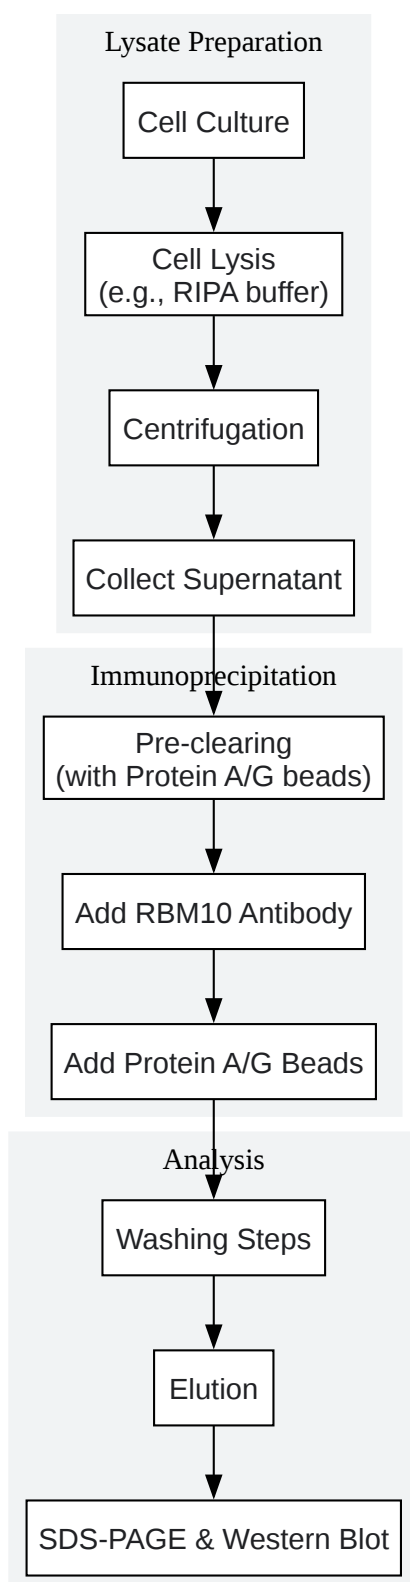 Lysate Preparation
Cell Culture
Cell Lysis
(e.g., RIPA buffer)
Centrifugation
Collect Supernatant
Immunoprecipitation
Pre-clearing
(with Protein A/G beads)
Add RBM10 Antibody
Add Protein A/G Beads
Analysis
Washing Steps
Elution
SDS-PAGE & Western Blot